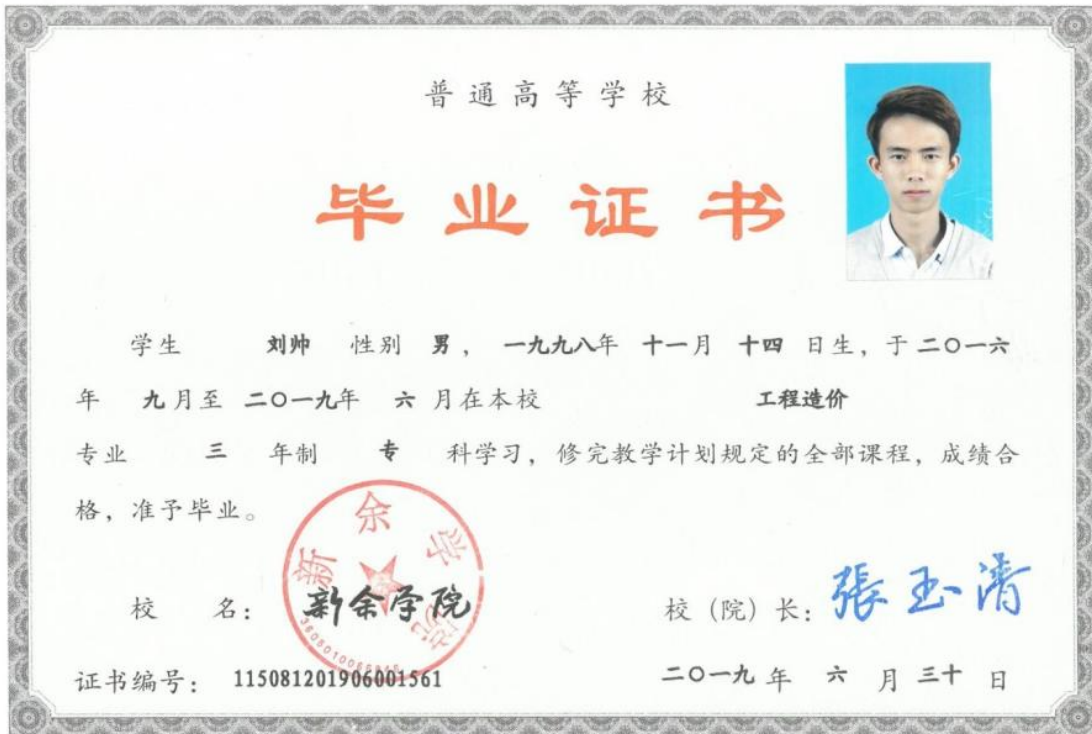 普通高等学校
毕业证书
学生 刘帅 性别 男， 一九九八年 十一月 十四 日生，于二〇一六
年 九月至 二〇一九年 六 月在本校 工程造价
专业 三 年制 专 科学习，修完教学计划规定的全部课程，成绩合
格，准予毕业。
新余学院
校 名： 新余学院 校（院）长：張玉清
证书编号： 115081201906001561 二〇一九 年 六 月 三十 日